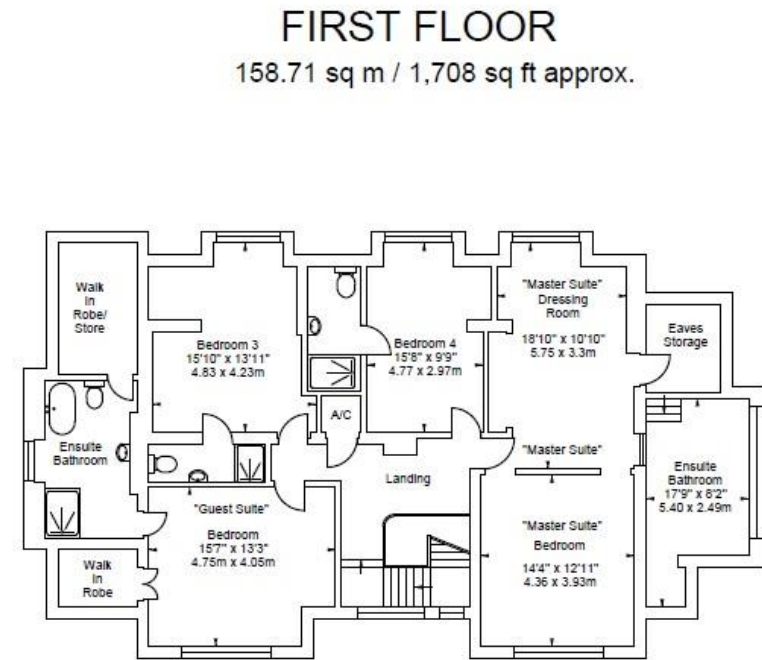 FIRST FLOOR
158.71 sq m / 1,708 sq ft approx.
Walk
In
Robe/
Store
Bedroom 3
15'10" x 13'11"
4.83 x 4.23m
Bedroom 4
15'8" x 9'9"
4.77 x 2.97m
"Master Suite"
Dressing
Room
18'10" x 10'10"
5.75 x 3.3m
Eaves
Storage
A/C
Ensuite
Bathroom
Landing
"Master Suite"
Ensuite
Bathroom
17'9" x 8'2"
5.40 x 2.49m
"Guest Suite"
Bedroom
15'7" x 13'3"
4.75m x 4.05m
"Master Suite"
Bedroom
14'4" x 12'11"
4.36 x 3.93m
Walk
In
Robe